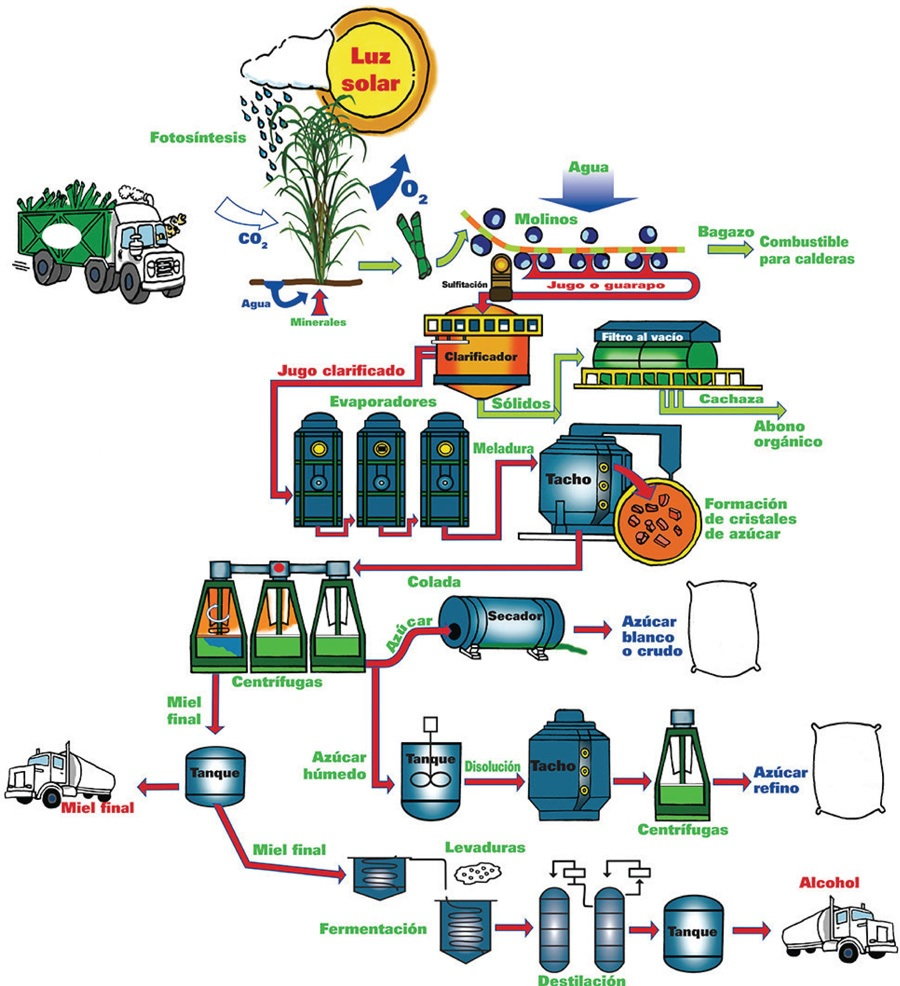 Luz
solar
Fotosíntesis
O2
CO2
Agua
Minerales
Agua
Molinos
Bagazo
Combustible
para calderas
Sulfitación
Jugo o guarapo
Clarificador
Filtro al vacío
Jugo clarificado
Sólidos
Cachaza
Abono
orgánico
Evaporadores
Meladura
Tacho
Formación
de cristales
de azúcar
Colada
Centrífugas
Azúcar
Secador
Azúcar
blanco
o crudo
Miel
final
Tanque
Miel final
Azúcar
húmedo
Tanque
Disolución
Tacho
Centrífugas
Azúcar
refino
Miel final
Levaduras
Fermentación
Destilación
Tanque
Alcohol